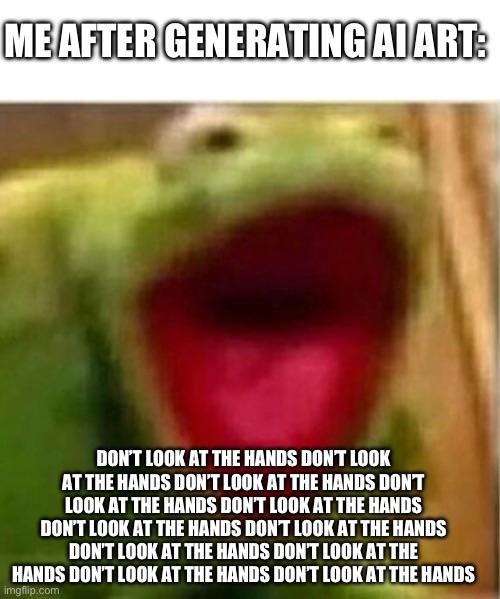 ME AFTER GENERATING AI ART:
DON'T LOOK AT THE HANDS DON'T LOOK
AT THE HANDS DON'T LOOK AT THE HANDS DON'T
LOOK AT THE HANDS DON'T LOOK AT THE HANDS
DON'T LOOK AT THE HANDS DON'T LOOK AT THE HANDS
DON'T LOOK AT THE HANDS DON'T LOOK AT THE
HANDS DON'T LOOK AT THE HANDS DON'T LOOK AT THE HANDS
imgflip.com